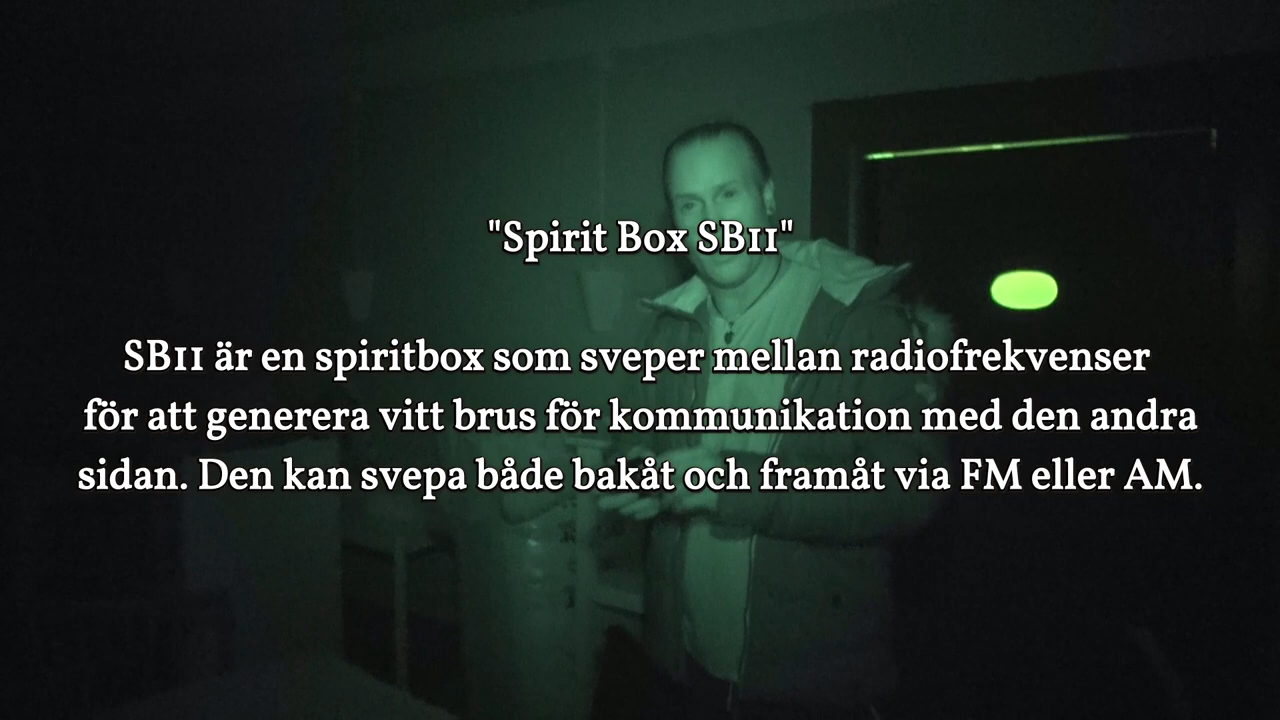 "Spirit Box SB11"
SB11 är en spiritbox som sveper mellan radiofrekvenser
för att generera vitt brus för kommunikation med den andra
sidan. Den kan svepa både bakåt och framåt via FM eller AM.